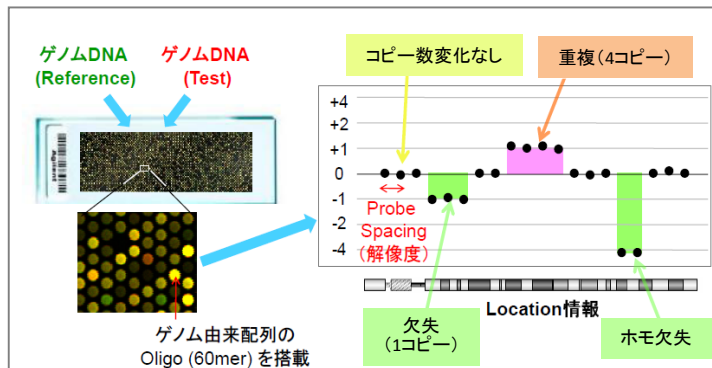 ゲノムDNA
(Reference)
ゲノムDNA
(Test)
Agilent
ゲノム由来配列の
Oligo (60mer) を搭載
コピー数変化なし
重複(4コピー)
+4
+2
+1
0
-1
-2
-4
Probe
Spacing
(解像度)
Location情報
欠失
(1コピー)
ホモ欠失